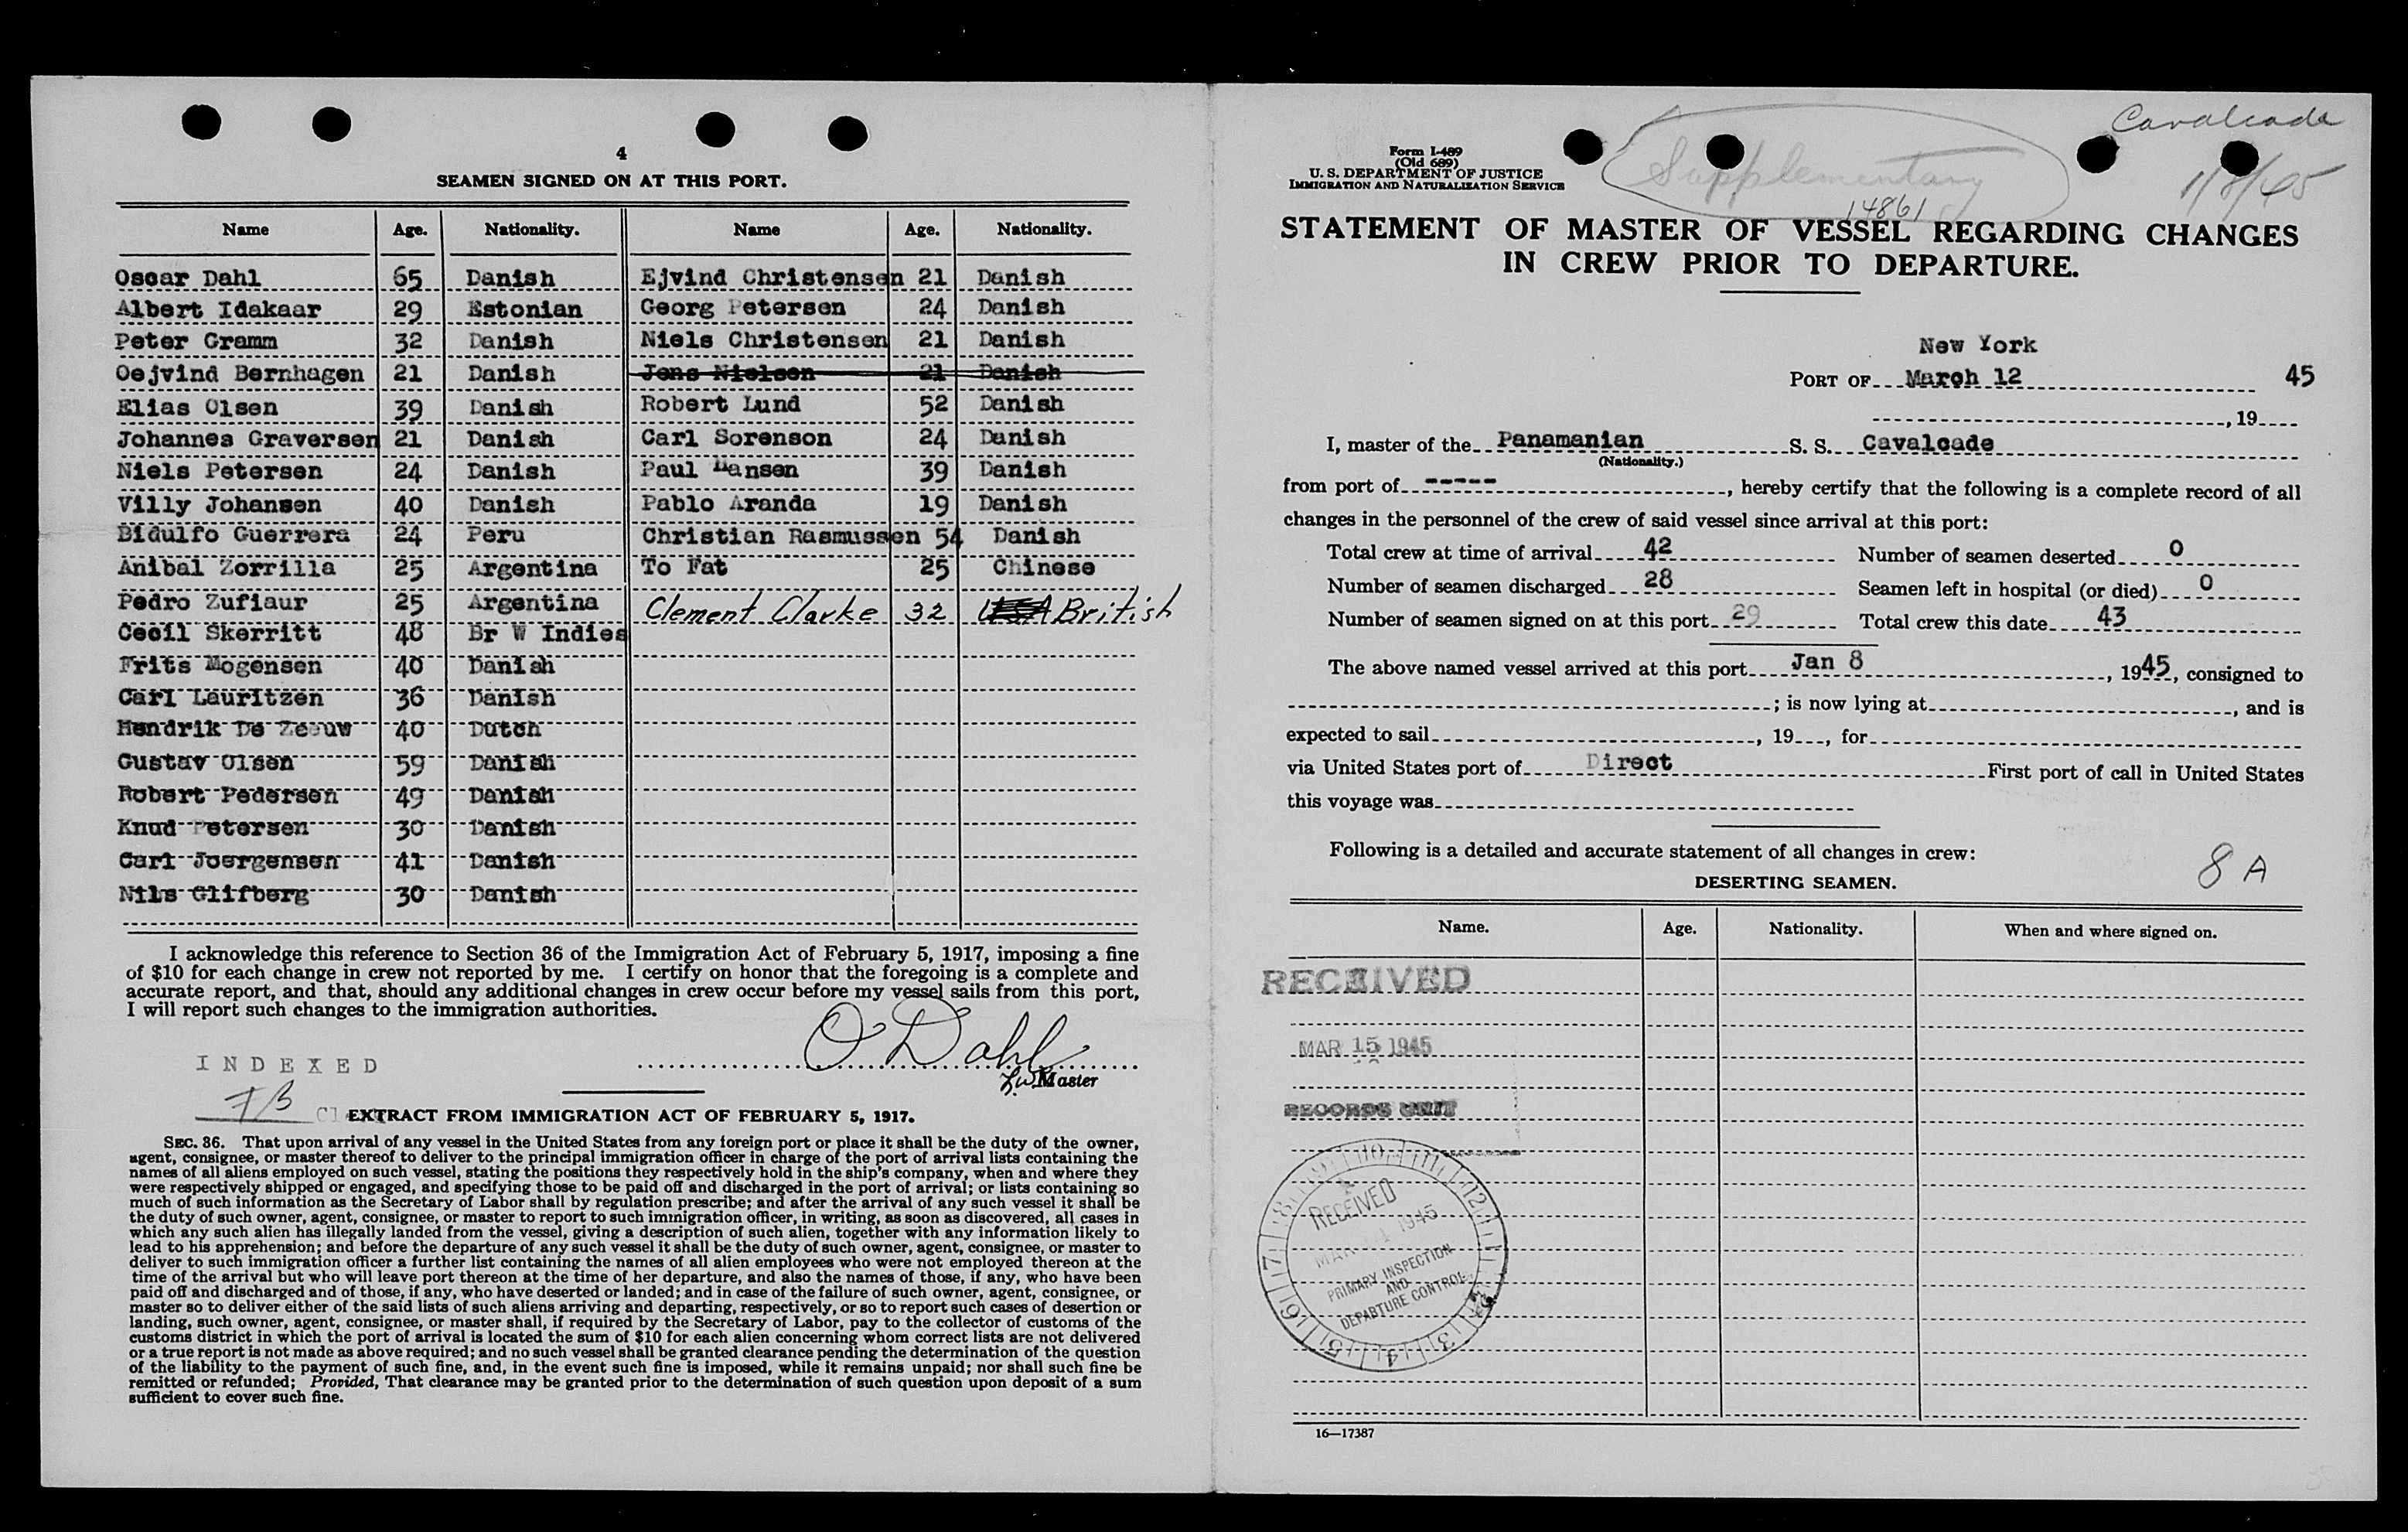 4
SEAMEN SIGNED ON AT THIS PORT.
Name Age. Nationality. Name Age. Nationality.
Oscar Dahl 65 Danish Ejvind Christensen 21 Danish
Albert Idakaar 29 Estonian Georg Petersen 24 Danish
Peter Gramm 32 Danish Niels Christensen 21 Danish
Oejvind Bernhagen 21 Danish Jens Nielsen 21 Danish
Elias Olsen 39 Danish Robert Lund 52 Danish
Johannes Graversen 21 Danish Carl Sorenson 24 Danish
Niels Petersen 24 Danish Paul Hansen 39 Danish
Villy Johansen 40 Danish Pablo Aranda 19 Danish
Bidulfo Guerrera 24 Peru Christian Rasmussen 54 Danish
Anibal Zorrilla 25 Argentina To Fat 25 Chinese
Pedro Zufiaur 25 Argentina Clement Clarke 32 USA British
Cecil Skerritt 48 Br W Indies
Frits Mogensen 40 Danish
Carl Lauritzen 36 Danish
Hendrik De Zeeuw 40 Dutch
Gustav Olsen 59 Danish
Robert Pedersen 49 Danish
Knud Petersen 30 Danish
Carl Joergensen 41 Danish
Nils Glifberg 30 Danish
I acknowledge this reference to Section 36 of the Immigration Act of February 5, 1917, imposing a fine
of $10 for each change in crew not reported by me. I certify on honor that the foregoing is a complete and
accurate report, and that, should any additional changes in crew occur before my vessel sails from this port,
I will report such changes to the immigration authorities.
O Dahl
Master
INDEXED
FB
EXTRACT FROM IMMIGRATION ACT OF FEBRUARY 5, 1917.
SEC. 36. That upon arrival of any vessel in the United States from any foreign port or place it shall be the duty of the owner,
agent, consignee, or master thereof to deliver to the principal immigration officer in charge of the port of arrival lists containing the
names of all aliens employed on such vessel, stating the positions they respectively hold in the ship's company, when and where they
were respectively shipped or engaged, and specifying those to be paid off and discharged in the port of arrival; or lists containing so
much of such information as the Secretary of Labor shall by regulation prescribe; and after the arrival of any such vessel it shall be
the duty of such owner, agent, consignee, or master to report to such immigration officer, in writing, as soon as discovered, all cases in
which any such alien has illegally landed from the vessel, giving a description of such alien, together with any information likely to
lead to his apprehension; and before the departure of any such vessel it shall be the duty of such owner, agent, consignee, or master to
deliver to such immigration officer a further list containing the names of all alien employees who were not employed thereon at the
time of the arrival but who will leave port thereon at the time of her departure, and also the names of those, if any, who have been
paid off and discharged and of those, if any, who have deserted or landed; and in case of the failure of such owner, agent, consignee, or
master so to deliver either of the said lists of such aliens arriving and departing, respectively, or so to report such cases of desertion or
landing, such owner, agent, consignee, or master shall, if required by the Secretary of Labor, pay to the collector of customs of the
customs district in which the port of arrival is located the sum of $10 for each alien concerning whom correct lists are not delivered
or a true report is not made as above required; and no such vessel shall be granted clearance pending the determination of the question
of the liability to the payment of such fine, and, in the event such fine is imposed, while it remains unpaid; nor shall such fine be
remitted or refunded; Provided, That clearance may be granted prior to the determination of such question upon deposit of a sum
sufficient to cover such fine.
Cavalcade
1/8/45
Supplementary
14861
Form I-489
(Old 689)
U. S. DEPARTMENT OF JUSTICE
IMMIGRATION AND NATURALIZATION SERVICE
STATEMENT OF MASTER OF VESSEL REGARDING CHANGES
IN CREW PRIOR TO DEPARTURE.
New York
PORT OF March 12 45
, 19
I, master of the Panamanian S. S. Cavalcade
(Nationality.)
from port of -----, hereby certify that the following is a complete record of all
changes in the personnel of the crew of said vessel since arrival at this port:
Total crew at time of arrival 42 Number of seamen deserted 0
Number of seamen discharged 28 Seamen left in hospital (or died) 0
Number of seamen signed on at this port 29 Total crew this date 43
The above named vessel arrived at this port Jan 8, 1945, consigned to
; is now lying at , and is
expected to sail , 19 , for
via United States port of Direct First port of call in United States
this voyage was
Following is a detailed and accurate statement of all changes in crew:
8 A
DESERTING SEAMEN.
Name. Age. Nationality. When and where signed on.
RECEIVED
MAR 15 1945
RECORDS UNIT
RECEIVED
MAR 1945
PRIMARY INSPECTION
AND
DEPARTURE CONTROL
16—17387